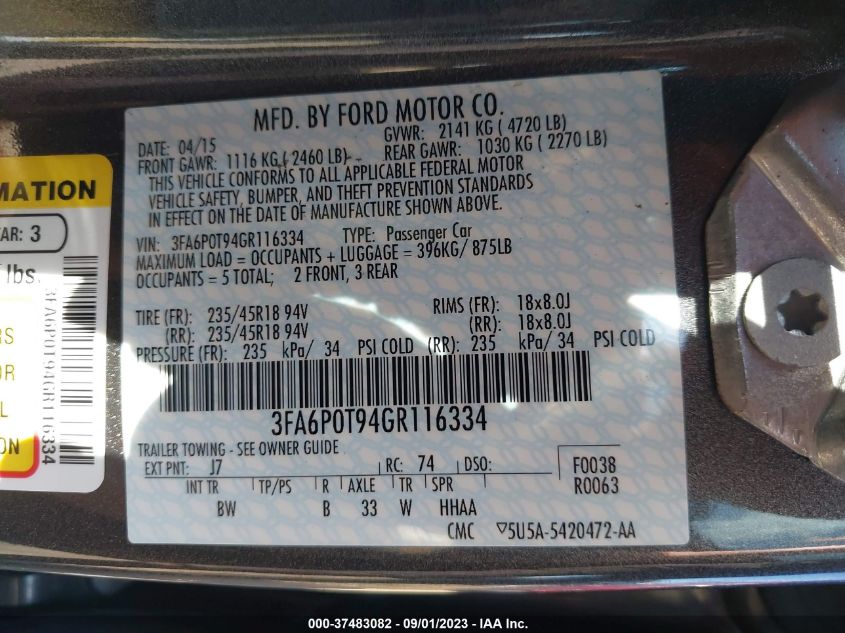 MFD. BY FORD MOTOR CO.
DATE: 04/15 GVWR: 2141 KG ( 4720 LB)
FRONT GAWR: 1116 KG ( 2460 LB) REAR GAWR: 1030 KG ( 2270 LB)
THIS VEHICLE CONFORMS TO ALL APPLICABLE FEDERAL MOTOR
VEHICLE SAFETY, BUMPER, AND THEFT PREVENTION STANDARDS
IN EFFECT ON THE DATE OF MANUFACTURE SHOWN ABOVE.
VIN: 3FA6P0T94GR116334 TYPE: Passenger Car
MAXIMUM LOAD = OCCUPANTS + LUGGAGE = 396KG/ 875LB
OCCUPANTS = 5 TOTAL; 2 FRONT, 3 REAR
TIRE (FR): 235/45R18 94V RIMS (FR): 18x8.0J
(RR): 235/45R18 94V (RR): 18x8.0J
PRESSURE (FR): 235 kPa/ 34 PSI COLD (RR): 235 kPa/ 34 PSI COLD
3FA6P0T94GR116334
TRAILER TOWING - SEE OWNER GUIDE
EXT PNT: J7 RC: 74 DSO: F0038
INT TR TP/PS R AXLE TR SPR R0063
BW B 33 W HHAA
CMC ▽5U5A-5420472-AA
MATION
AR: 3
lbs.
RS
OR
L
ON
3FA6P0T94GR116334
000-37483082 - 09/01/2023 - IAA Inc.